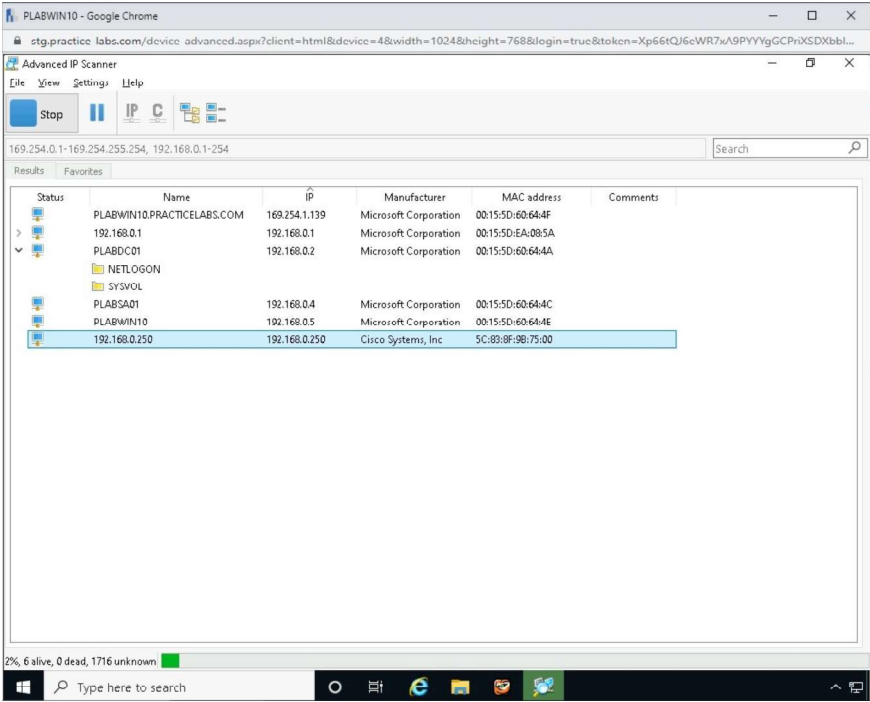 PLABWIN10 - Google Chrome
stg.practice-labs.com/device-advanced.aspx?client=html&device=4&width=1024&height=768&login=true&token=Xp66tQJ6eWR7xA9PYYYgGCPriXSDXbbl...
Advanced IP Scanner
File View Settings Help
Stop IP C
169.254.0.1-169.254.255.254, 192.168.0.1-254 Search
Results Favorites
Status Name IP Manufacturer MAC address Comments
PLABWIN10.PRACTICELABS.COM 169.254.1.139 Microsoft Corporation 00:15:5D:60:64:4F
192.168.0.1 192.168.0.1 Microsoft Corporation 00:15:5D:EA:08:5A
PLABDC01 192.168.0.2 Microsoft Corporation 00:15:5D:60:64:4A
NETLOGON
SYSVOL
PLABSA01 192.168.0.4 Microsoft Corporation 00:15:5D:60:64:4C
PLABWIN10 192.168.0.5 Microsoft Corporation 00:15:5D:60:64:4E
192.168.0.250 192.168.0.250 Cisco Systems, Inc 5C:83:8F:9B:75:00
2%, 6 alive, 0 dead, 1716 unknown
Type here to search